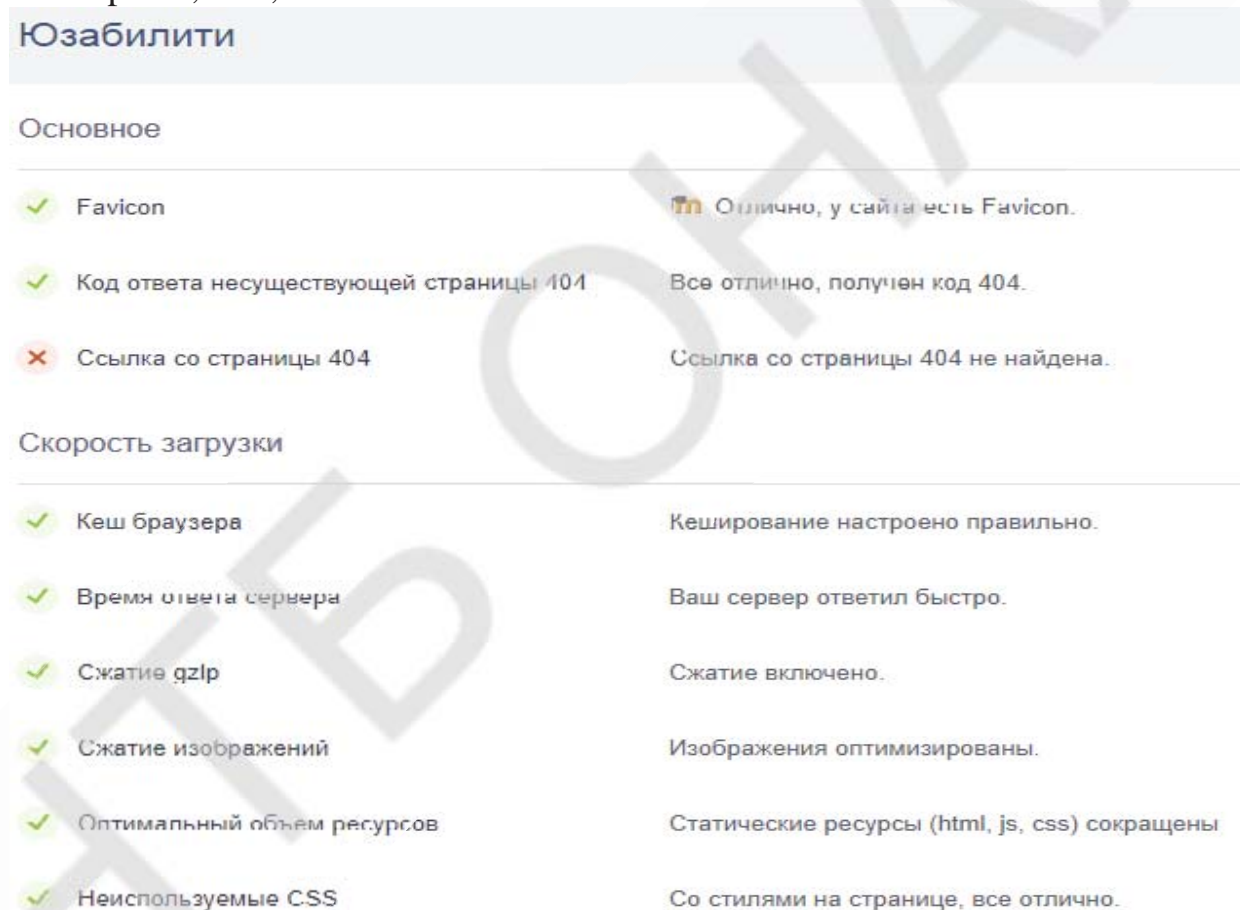 Юзабилити
Основное
Favicon Отлично, у сайта есть Favicon.
Код ответа несуществующей страницы 404 Все отлично, получен код 404.
Ссылка со страницы 404 Ссылка со страницы 404 не найдена.
Скорость загрузки
Кеш браузера Кеширование настроено правильно.
Время ответа сервера Ваш сервер ответил быстро.
Сжатие gzip Сжатие включено.
Сжатие изображений Изображения оптимизированы.
Оптимальный объем ресурсов Статические ресурсы (html, js, css) сокращены
Неиспользуемые CSS Со стилями на странице, все отлично.
НТБ ОНА